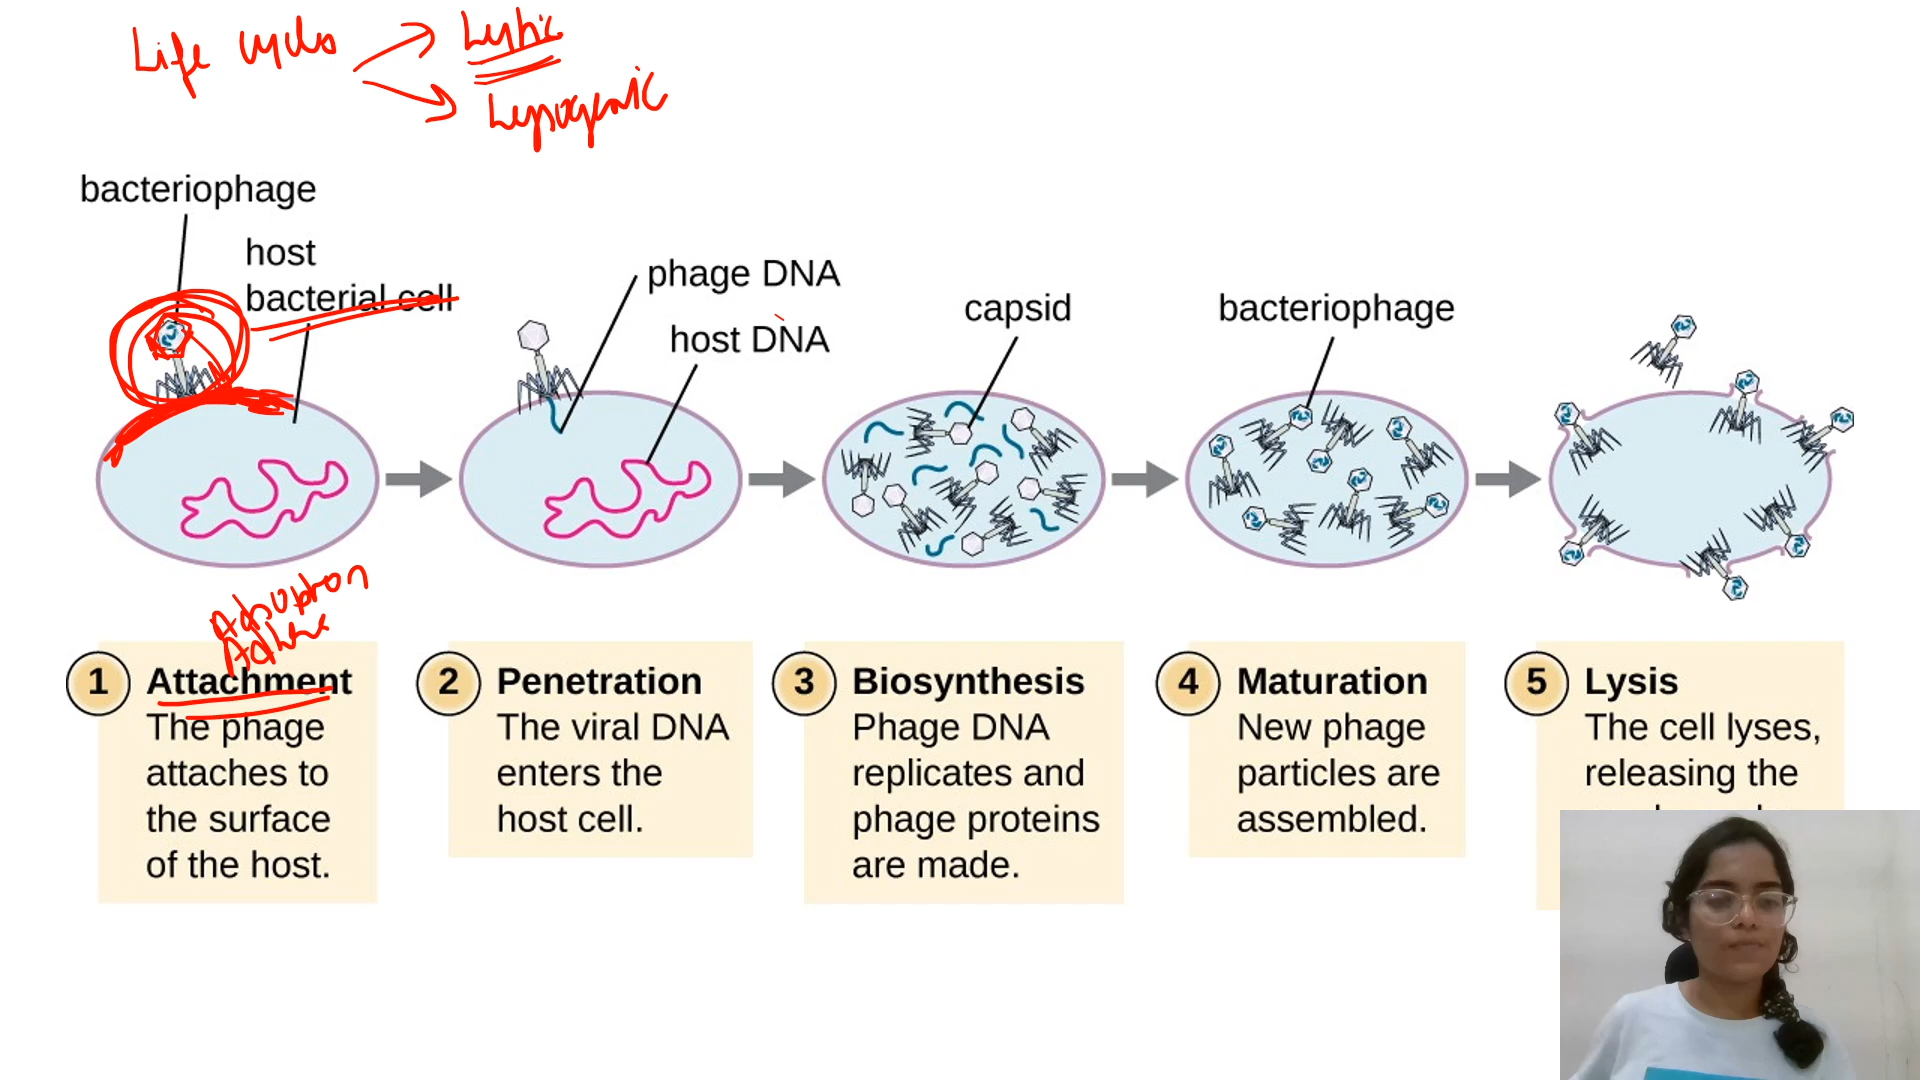 Life cycles
Lytic
Lysogenic
bacteriophage
host
bacterial cell
phage DNA
host DNA
capsid
bacteriophage
Adsorption
Adhere
1 Attachment
The phage
attaches to
the surface
of the host.
2 Penetration
The viral DNA
enters the
host cell.
3 Biosynthesis
Phage DNA
replicates and
phage proteins
are made.
4 Maturation
New phage
particles are
assembled.
5 Lysis
The cell lyses,
releasing the